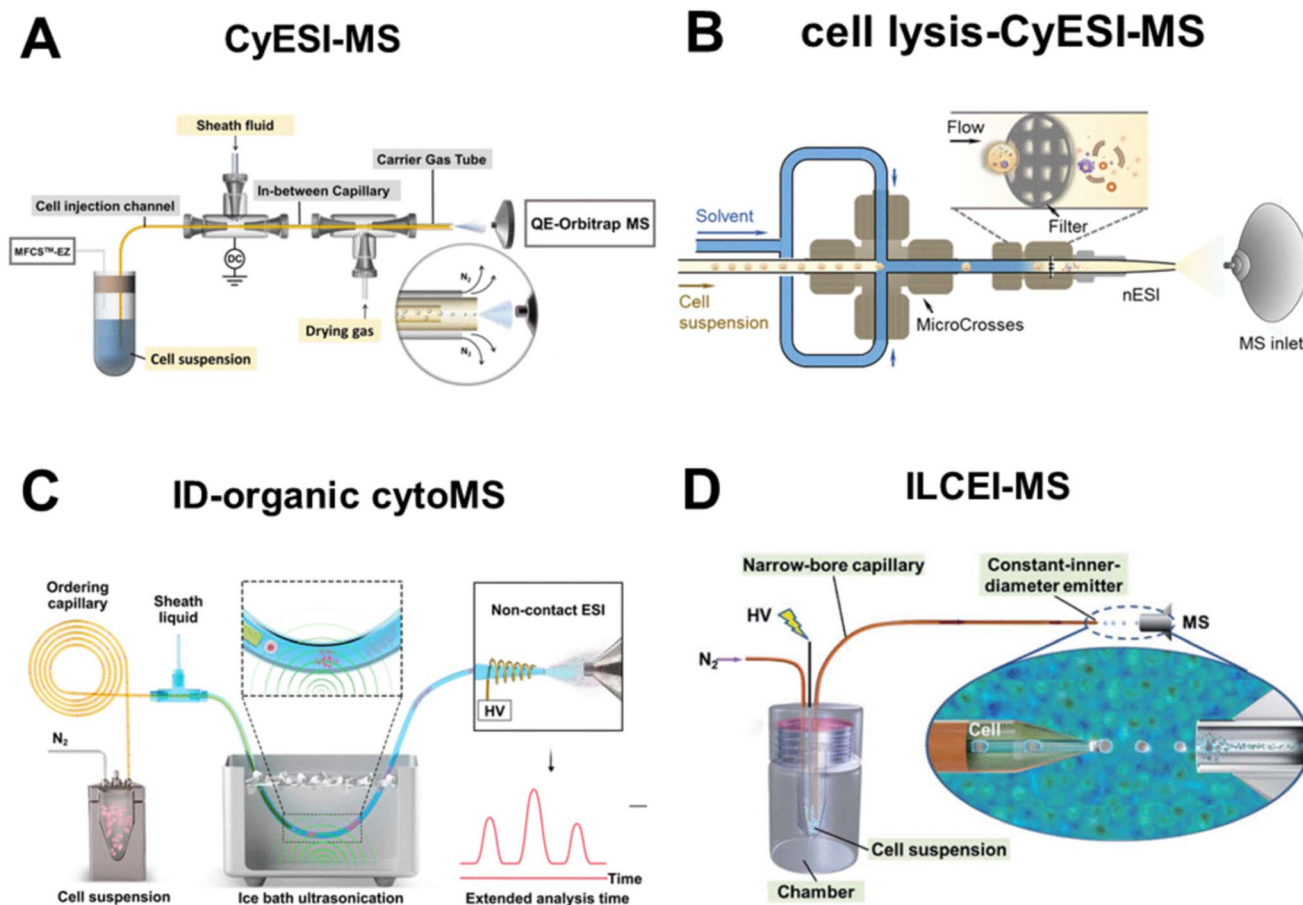 A
CyESI-MS
Sheath fluid
Carrier Gas Tube
In-between Capillary
Cell injection channel
QE-Orbitrap MS
MFCS™-EZ
DC
N₂
Drying gas
N₂
Cell suspension
B
cell lysis-CyESI-MS
Flow
Filter
Solvent
Cell
suspension
MicroCrosses
nESI
MS inlet
C
ID-organic cytoMS
Ordering
capillary
Sheath
liquid
Non-contact ESI
HV
N₂
Time
Cell suspension
Ice bath ultrasonication
Extended analysis time
D
ILCEI-MS
Narrow-bore capillary
Constant-inner-
diameter emitter
HV
MS
N₂
Cell
Cell suspension
Chamber